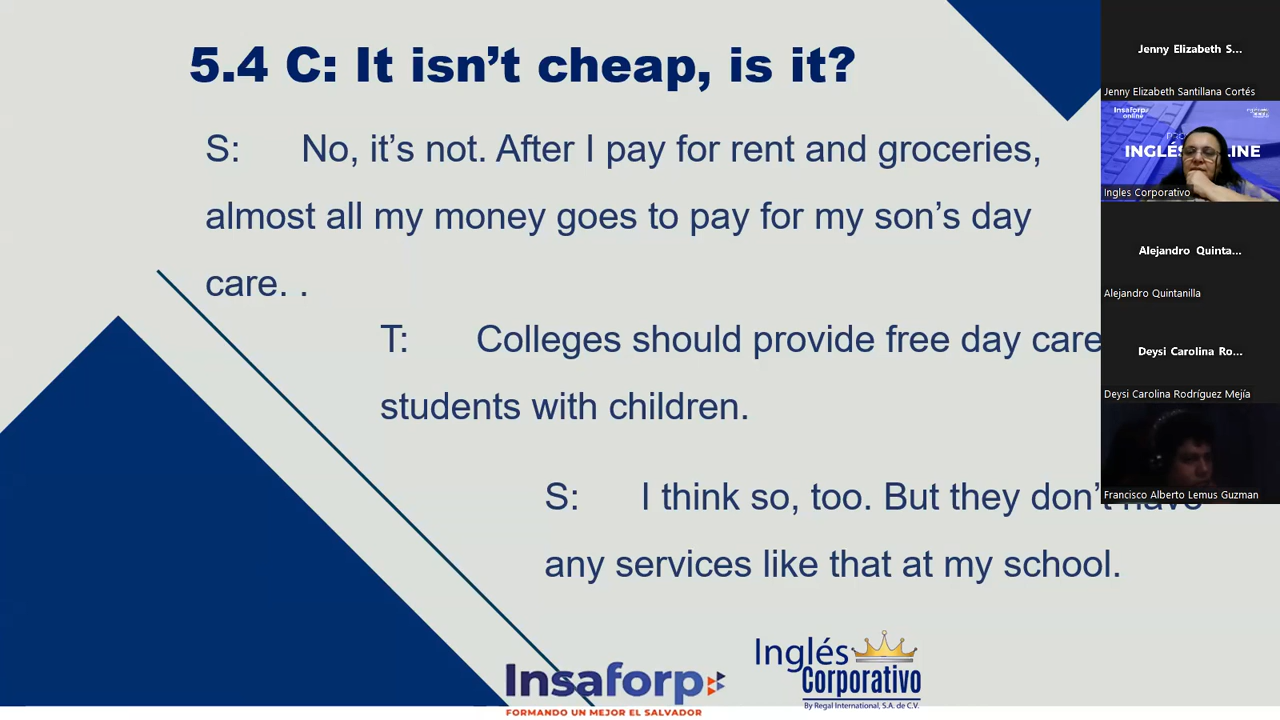 5.4 C: It isn't cheap, is it?
S: No, it's not. After I pay for rent and groceries,
almost all my money goes to pay for my son's day
care. .
T: Colleges should provide free day care
students with children.
S: I think so, too. But they don't have
any services like that at my school.
Insaforp
FORMANDO UN MEJOR EL SALVADOR
Inglés
Corporativo
By Regal International, S.A. de C.V.
Jenny Elizabeth S...
Jenny Elizabeth Santillana Cortés
Insaforp
online
INGLÉS ONLINE
Ingles Corporativo
Alejandro Quinta...
Alejandro Quintanilla
Deysi Carolina Ro...
Deysi Carolina Rodríguez Mejía
Francisco Alberto Lemus Guzman